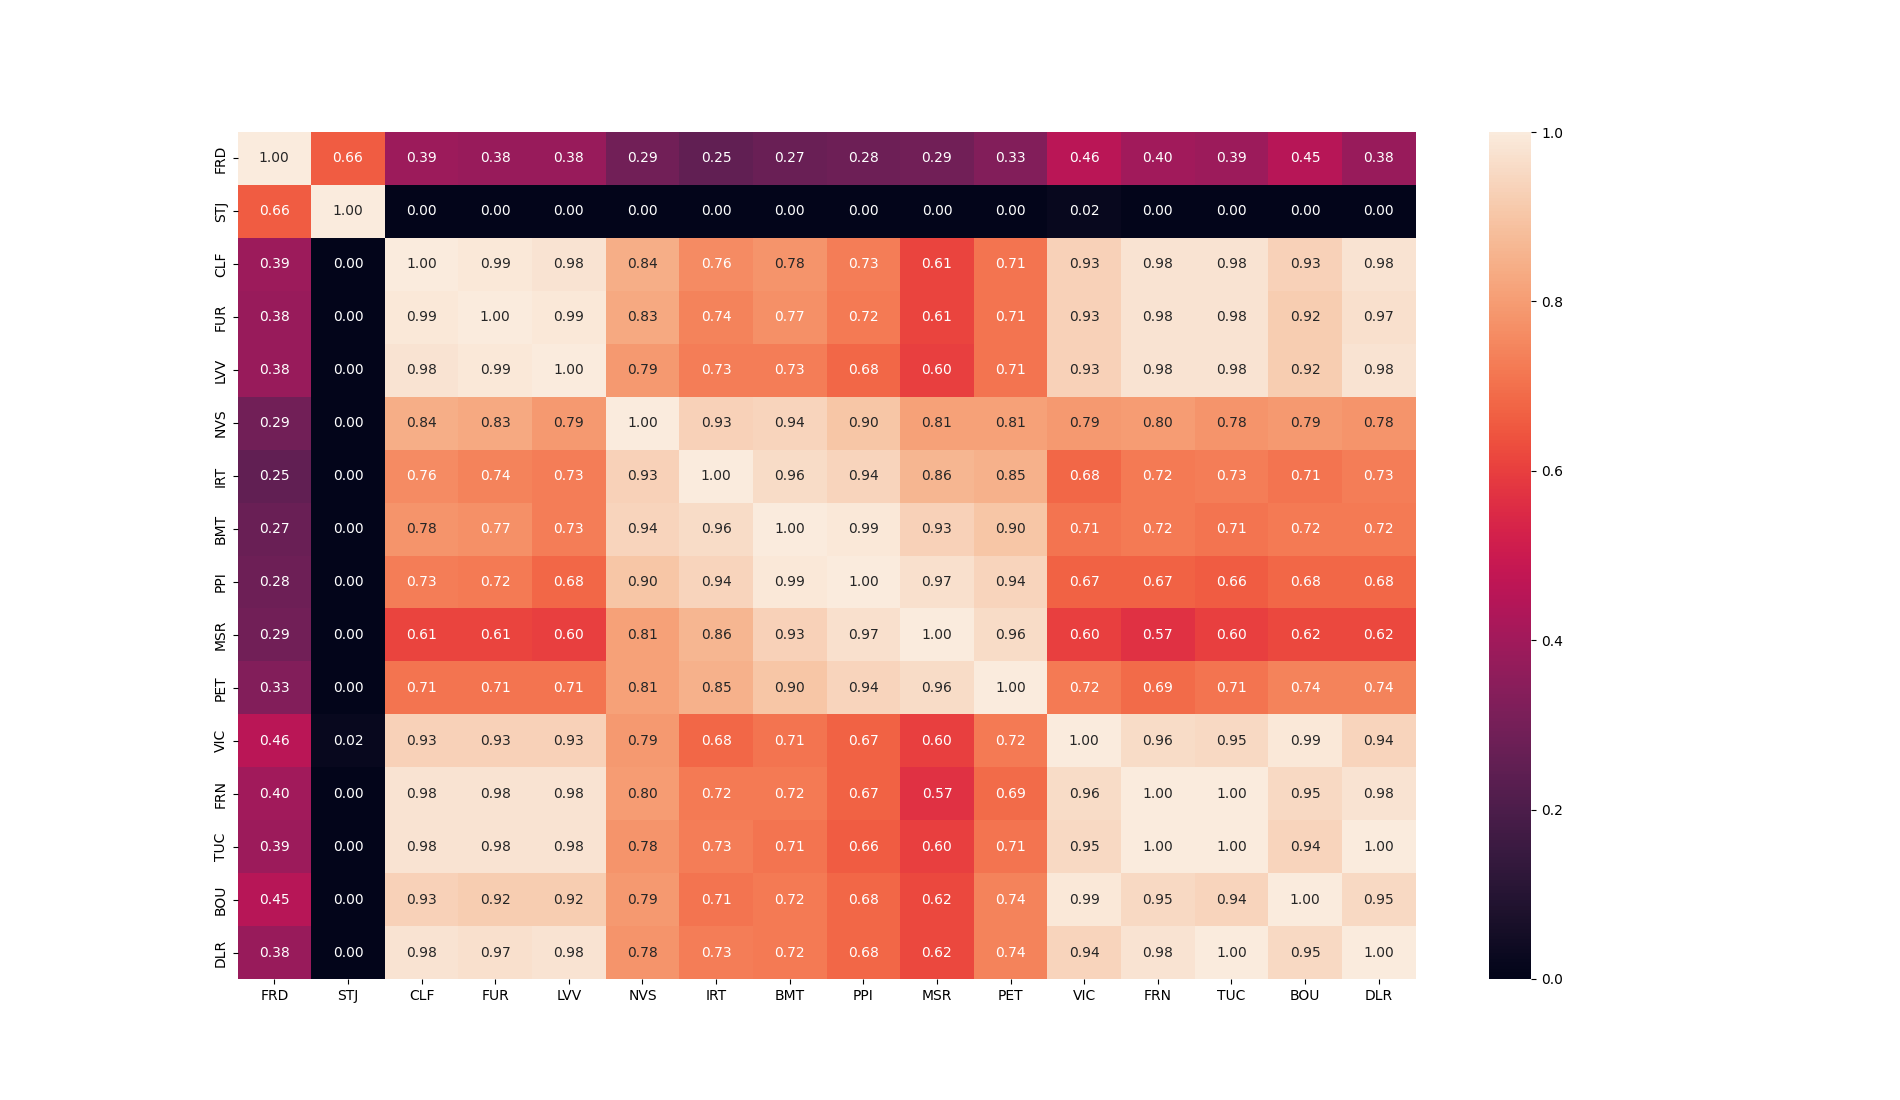 FRD 1.00 0.66 0.39 0.38 0.38 0.29 0.25 0.27 0.28 0.29 0.33 0.46 0.40 0.39 0.45 0.38
STJ 0.66 1.00 0.00 0.00 0.00 0.00 0.00 0.00 0.00 0.00 0.00 0.02 0.00 0.00 0.00 0.00
CLF 0.39 0.00 1.00 0.99 0.98 0.84 0.76 0.78 0.73 0.61 0.71 0.93 0.98 0.98 0.93 0.98
FUR 0.38 0.00 0.99 1.00 0.99 0.83 0.74 0.77 0.72 0.61 0.71 0.93 0.98 0.98 0.92 0.97
LVV 0.38 0.00 0.98 0.99 1.00 0.79 0.73 0.73 0.68 0.60 0.71 0.93 0.98 0.98 0.92 0.98
NVS 0.29 0.00 0.84 0.83 0.79 1.00 0.93 0.94 0.90 0.81 0.81 0.79 0.80 0.78 0.79 0.78
IRT 0.25 0.00 0.76 0.74 0.73 0.93 1.00 0.96 0.94 0.86 0.85 0.68 0.72 0.73 0.71 0.73
BMT 0.27 0.00 0.78 0.77 0.73 0.94 0.96 1.00 0.99 0.93 0.90 0.71 0.72 0.71 0.72 0.72
PPI 0.28 0.00 0.73 0.72 0.68 0.90 0.94 0.99 1.00 0.97 0.94 0.67 0.67 0.66 0.68 0.68
MSR 0.29 0.00 0.61 0.61 0.60 0.81 0.86 0.93 0.97 1.00 0.96 0.60 0.57 0.60 0.62 0.62
PET 0.33 0.00 0.71 0.71 0.71 0.81 0.85 0.90 0.94 0.96 1.00 0.72 0.69 0.71 0.74 0.74
VIC 0.46 0.02 0.93 0.93 0.93 0.79 0.68 0.71 0.67 0.60 0.72 1.00 0.96 0.95 0.99 0.94
FRN 0.40 0.00 0.98 0.98 0.98 0.80 0.72 0.72 0.67 0.57 0.69 0.96 1.00 1.00 0.95 0.98
TUC 0.39 0.00 0.98 0.98 0.98 0.78 0.73 0.71 0.66 0.60 0.71 0.95 1.00 1.00 0.94 1.00
BOU 0.45 0.00 0.93 0.92 0.92 0.79 0.71 0.72 0.68 0.62 0.74 0.99 0.95 0.94 1.00 0.95
DLR 0.38 0.00 0.98 0.97 0.98 0.78 0.73 0.72 0.68 0.62 0.74 0.94 0.98 1.00 0.95 1.00
FRD STJ CLF FUR LVV NVS IRT BMT PPI MSR PET VIC FRN TUC BOU DLR
1.0
0.8
0.6
0.4
0.2
0.0